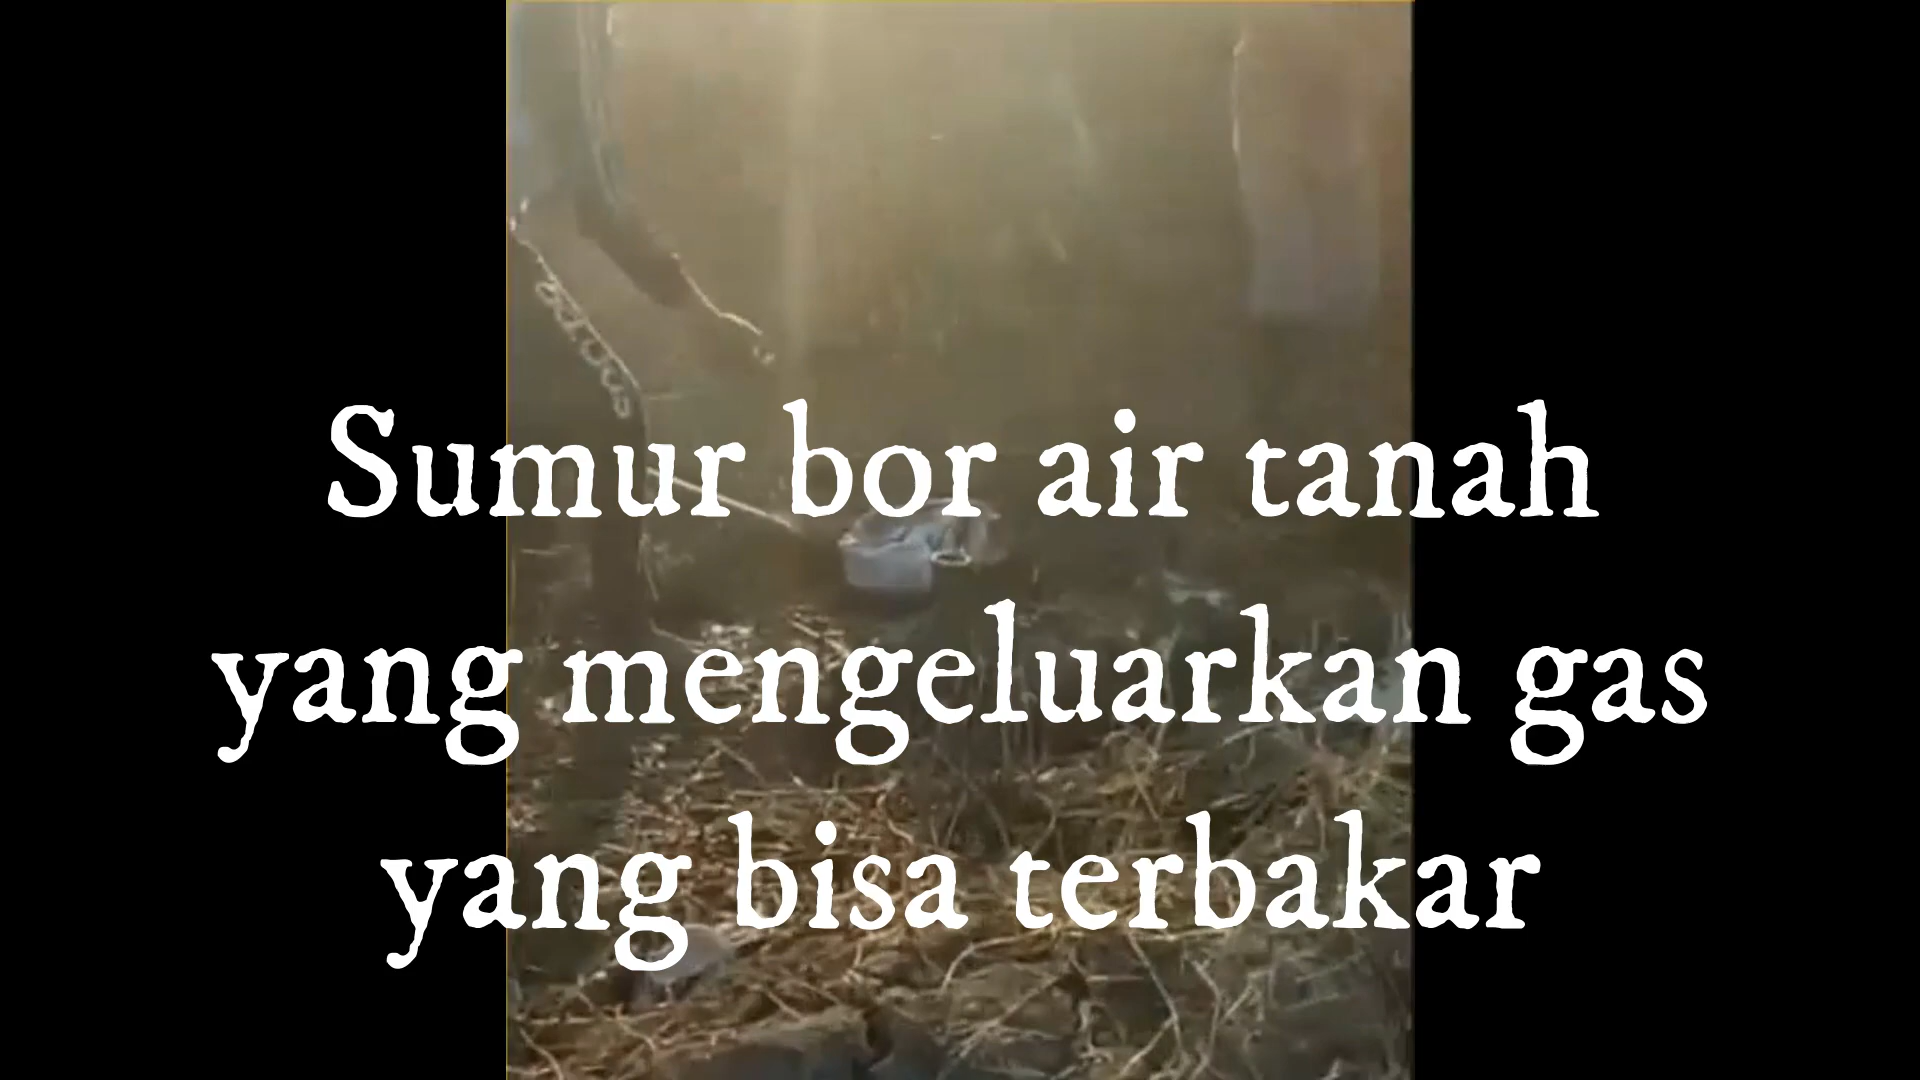 Sumur bor air tanah
yang mengeluarkan gas
yang bisa terbakar